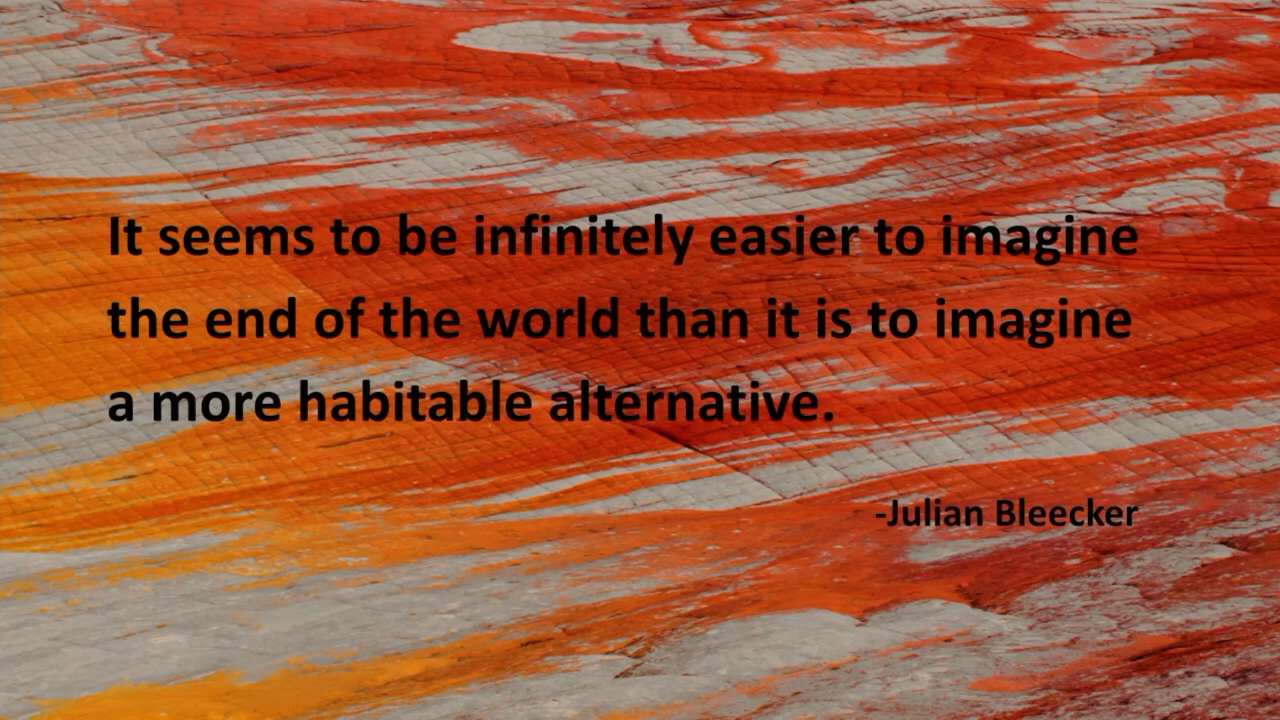 It seems to be infinitely easier to imagine
the end of the world than it is to imagine
a more habitable alternative.
-Julian Bleecker